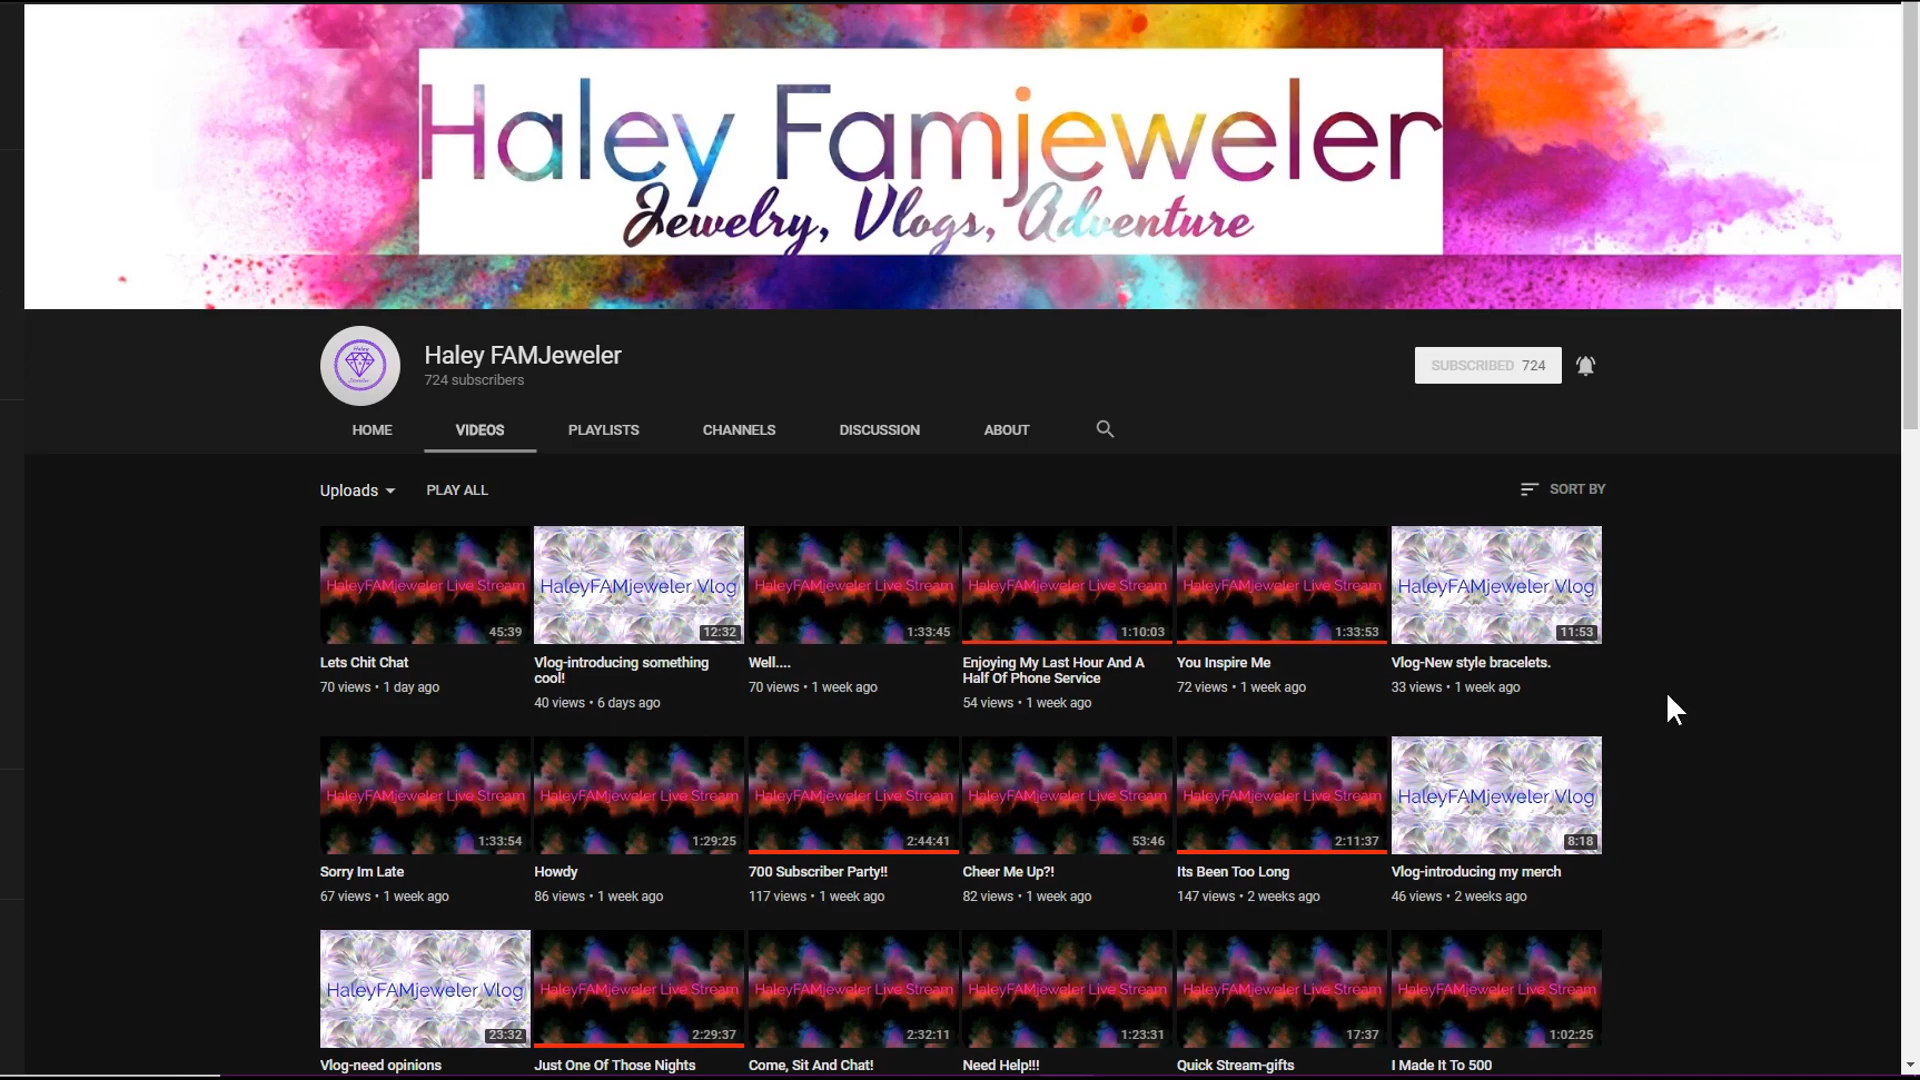 Haley Famjeweler
Jewelry, Vlogs, Adventure
Haley
Jeweler
Haley FAMJeweler
724 subscribers
SUBSCRIBED 724
HOME
VIDEOS
PLAYLISTS
CHANNELS
DISCUSSION
ABOUT
Uploads
PLAY ALL
SORT BY
HaleyFAMjeweler Live Stream
45:39
Lets Chit Chat
70 views • 1 day ago
HaleyFAMjeweler Vlog
12:32
Vlog-introducing something
cool!
40 views • 6 days ago
HaleyFAMjeweler Live Stream
1:33:45
Well....
70 views • 1 week ago
HaleyFAMjeweler Live Stream
1:10:03
Enjoying My Last Hour And A
Half Of Phone Service
54 views • 1 week ago
HaleyFAMjeweler Live Stream
1:33:53
You Inspire Me
72 views • 1 week ago
HaleyFAMjeweler Vlog
11:53
Vlog-New style bracelets.
33 views • 1 week ago
HaleyFAMjeweler Live Stream
1:33:54
Sorry Im Late
67 views • 1 week ago
HaleyFAMjeweler Live Stream
1:29:25
Howdy
86 views • 1 week ago
HaleyFAMjeweler Live Stream
2:44:41
700 Subscriber Party!!
117 views • 1 week ago
HaleyFAMjeweler Live Stream
53:46
Cheer Me Up?!
82 views • 1 week ago
HaleyFAMjeweler Live Stream
2:11:37
Its Been Too Long
147 views • 2 weeks ago
HaleyFAMjeweler Vlog
8:18
Vlog-introducing my merch
46 views • 2 weeks ago
HaleyFAMjeweler Vlog
23:32
Vlog-need opinions
HaleyFAMjeweler Live Stream
2:29:37
Just One Of Those Nights
HaleyFAMjeweler Live Stream
2:32:11
Come, Sit And Chat!
HaleyFAMjeweler Live Stream
1:23:31
Need Help!!!
HaleyFAMjeweler Live Stream
17:37
Quick Stream-gifts
HaleyFAMjeweler Live Stream
1:02:25
I Made It To 500